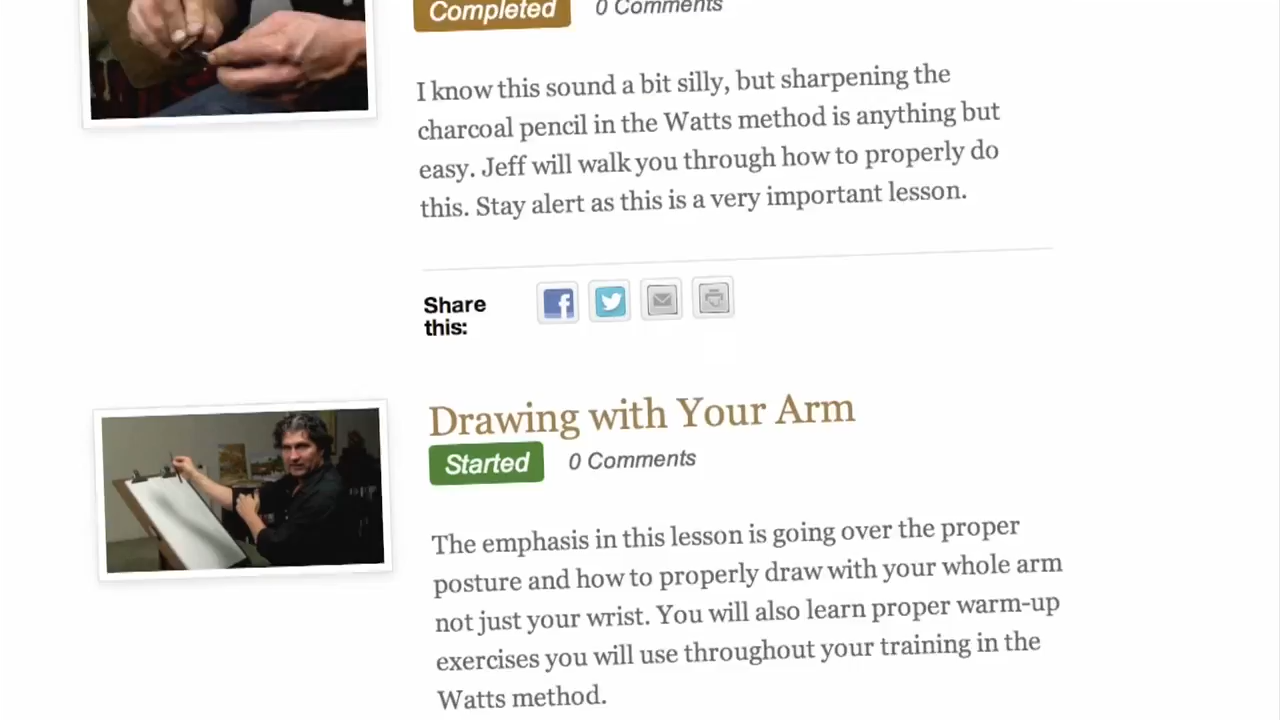 Completed 0 Comments
I know this sound a bit silly, but sharpening the
charcoal pencil in the Watts method is anything but
easy. Jeff will walk you through how to properly do
this. Stay alert as this is a very important lesson.
Share
this:
Drawing with Your Arm
Started 0 Comments
The emphasis in this lesson is going over the proper
posture and how to properly draw with your whole arm
not just your wrist. You will also learn proper warm-up
exercises you will use throughout your training in the
Watts method.